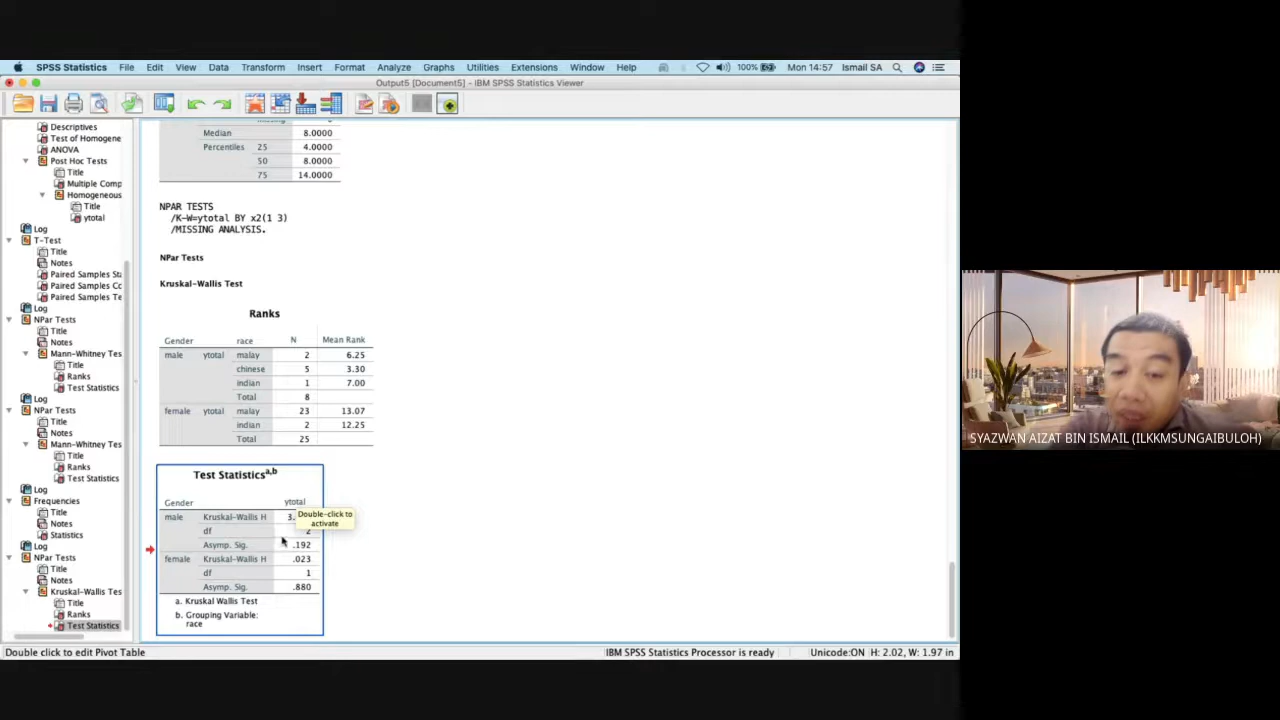 SPSS Statistics File Edit View Data Transform Insert Format Analyze Graphs Utilities Extensions Window Help 100% Mon 14:57 Ismail SA
Output5 [Document5] - IBM SPSS Statistics Viewer
Descriptives
Test of Homogene
ANOVA
Post Hoc Tests
Title
Multiple Comp
Homogeneous
Title
ytotal
Log
T-Test
Title
Notes
Paired Samples Sta
Paired Samples Co
Paired Samples Te
Log
NPar Tests
Title
Notes
Mann-Whitney Tes
Title
Ranks
Test Statistics
Log
NPar Tests
Title
Notes
Mann-Whitney Tes
Title
Ranks
Test Statistics
Log
Frequencies
Title
Notes
Statistics
Log
NPar Tests
Title
Notes
Kruskal-Wallis Tes
Title
Ranks
Test Statistics
Median 8.0000
Percentiles 25 4.0000
50 8.0000
75 14.0000
NPAR TESTS
/K-W=ytotal BY x2(1 3)
/MISSING ANALYSIS.
NPar Tests
Kruskal-Wallis Test
Ranks
Gender race N Mean Rank
male ytotal malay 2 6.25
chinese 5 3.30
indian 1 7.00
Total 8
female ytotal malay 23 13.07
indian 2 12.25
Total 25
Test Statistics a,b
Gender ytotal
male Kruskal-Wallis H 3.
Double-click to
activate
df 2
Asymp. Sig. .192
female Kruskal-Wallis H .023
df 1
Asymp. Sig. .880
a. Kruskal Wallis Test
b. Grouping Variable:
race
Double click to edit Pivot Table IBM SPSS Statistics Processor is ready Unicode:ON H: 2.02, W: 1.97 in
SYAZWAN AIZAT BIN ISMAIL (ILKKMSUNGAIBULOH)